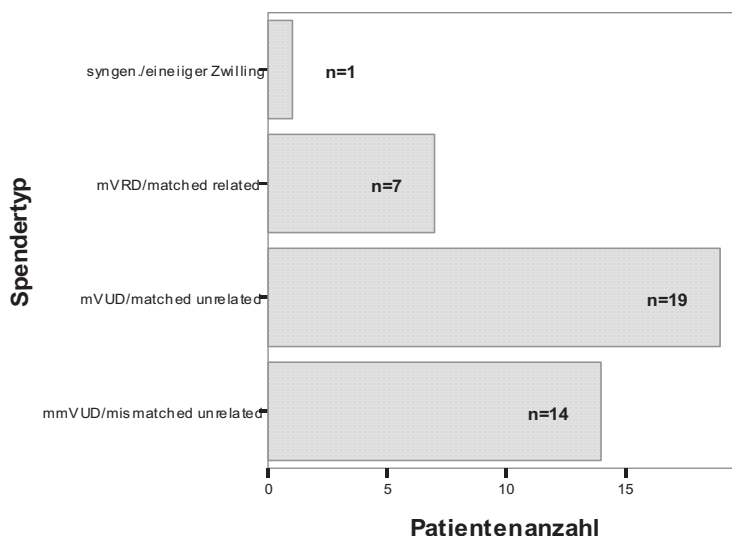 syngen./eineiiger Zwilling
n=1
mVRD/matched related
n=7
Spendertyp
mVUD/matched unrelated
n=19
mmVUD/mismatched unrelated
n=14
0 5 10 15
Patientenanzahl